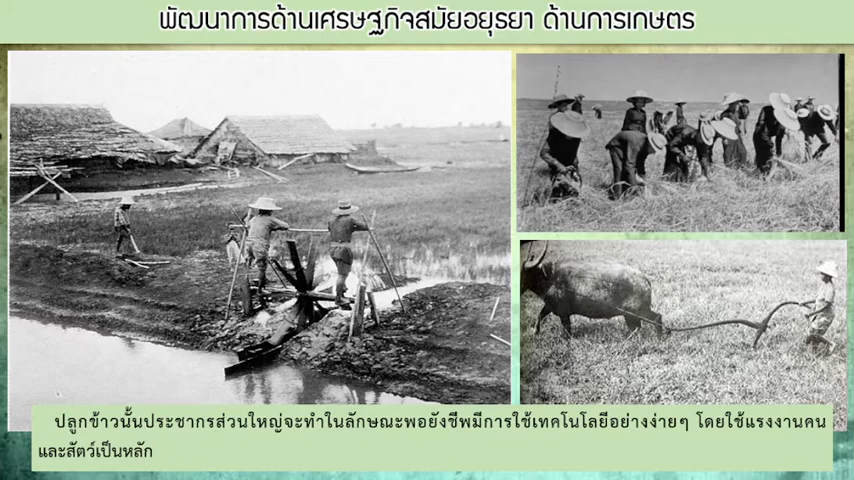 พัฒนาการด้านเศรษฐกิจสมัยอยุธยา ด้านการเกษตร
ปลูกข้าวนั้นประชากรส่วนใหญ่จะทำในลักษณะพอยังชีพมีการใช้เทคโนโลยีอย่างง่ายๆ โดยใช้แรงงานคน
และสัตว์เป็นหลัก